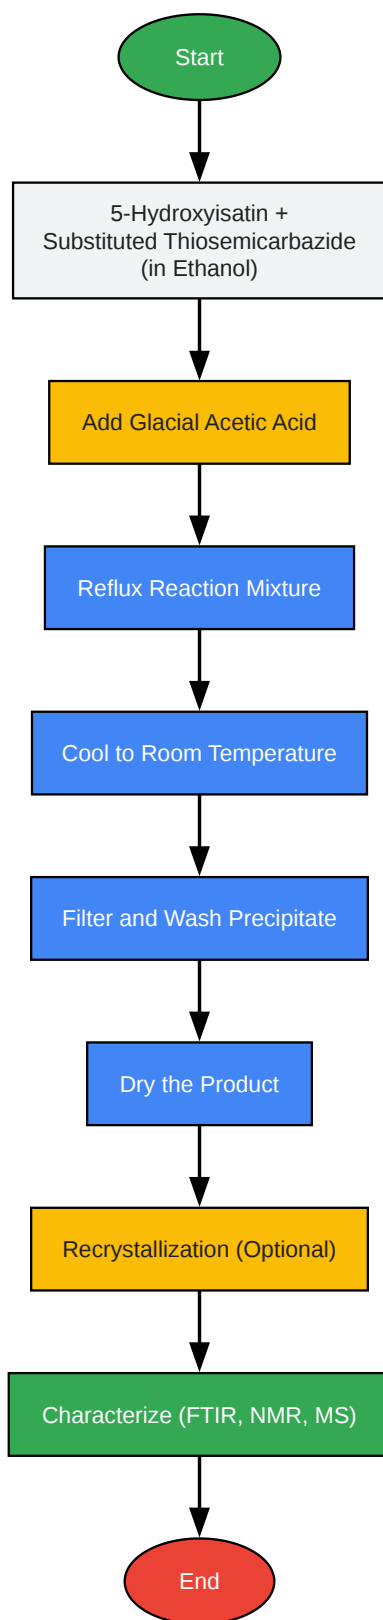 Start
5-Hydroxyisatin +
Substituted Thiosemicarbazide
(in Ethanol)
Add Glacial Acetic Acid
Reflux Reaction Mixture
Cool to Room Temperature
Filter and Wash Precipitate
Dry the Product
Recrystallization (Optional)
Characterize (FTIR, NMR, MS)
End